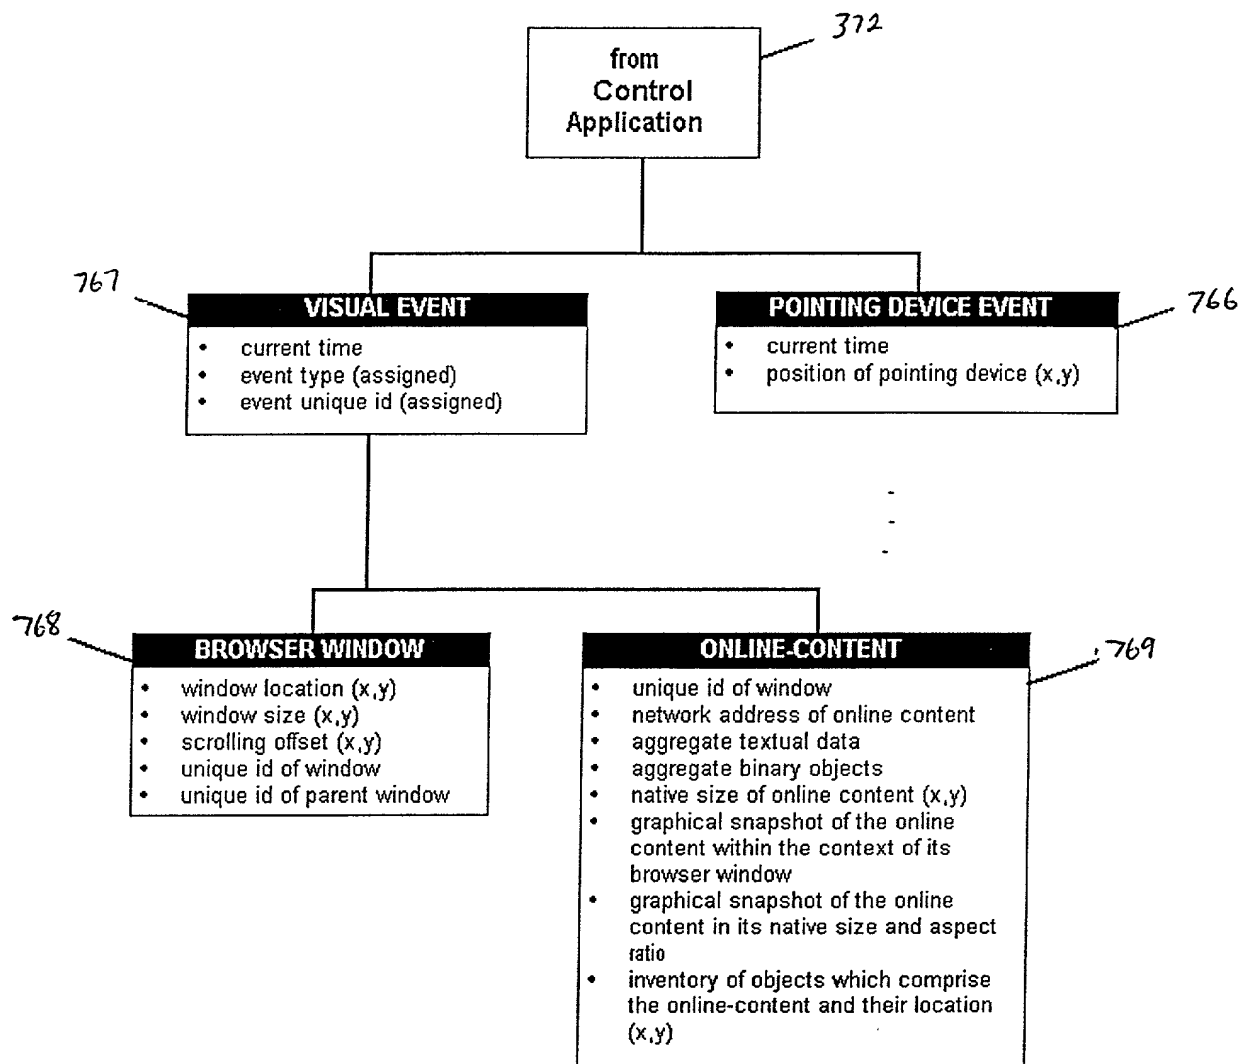 372
from
Control
Application
767
VISUAL EVENT
• current time
• event type (assigned)
• event unique id (assigned)
POINTING DEVICE EVENT
766
• current time
• position of pointing device (x,y)
768
BROWSER WINDOW
• window location (x,y)
• window size (x,y)
• scrolling offset (x,y)
• unique id of window
• unique id of parent window
ONLINE-CONTENT
769
• unique id of window
• network address of online content
• aggregate textual data
• aggregate binary objects
• native size of online content (x,y)
• graphical snapshot of the online
content within the context of its
browser window
• graphical snapshot of the online
content in its native size and aspect
ratio
• inventory of objects which comprise
the online-content and their location
(x,y)